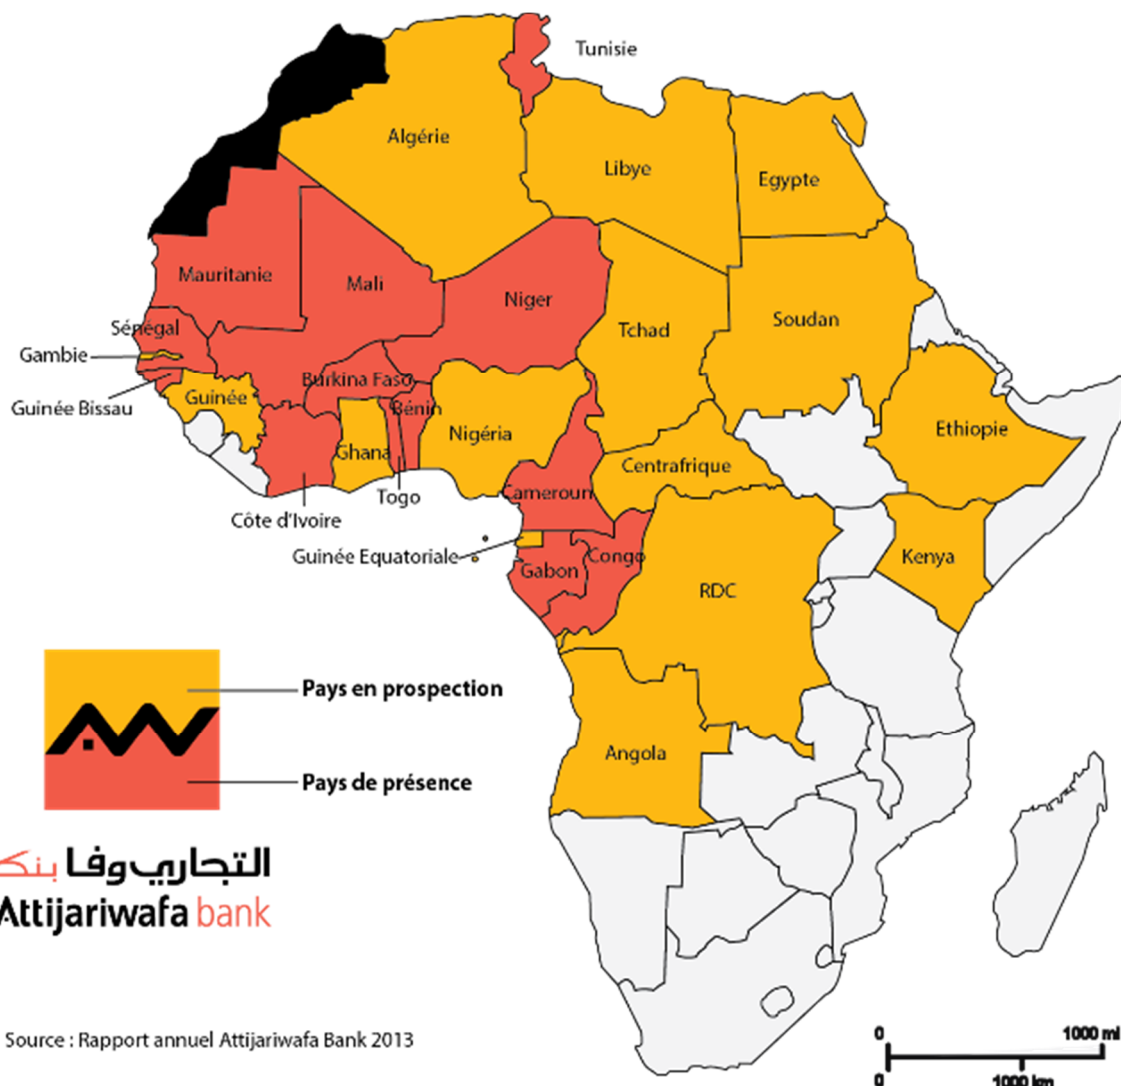 Tunisie
Algérie
Libye
Egypte
Mauritanie
Mali
Niger
Tchad
Soudan
Sénégal
Gambie
Guinée Bissau
Guinée
Burkina Faso
Bénin
Ghana
Nigéria
Centrafrique
Ethiopie
Togo
Côte d'Ivoire
Cameroun
Guinée Equatoriale
Gabon
Congo
RDC
Kenya
Angola
Pays en prospection
Pays de présence
التجاري وفا بنك
Attijariwafa bank
Source : Rapport annuel Attijariwafa Bank 2013
0 1000 mi
0 1000 km